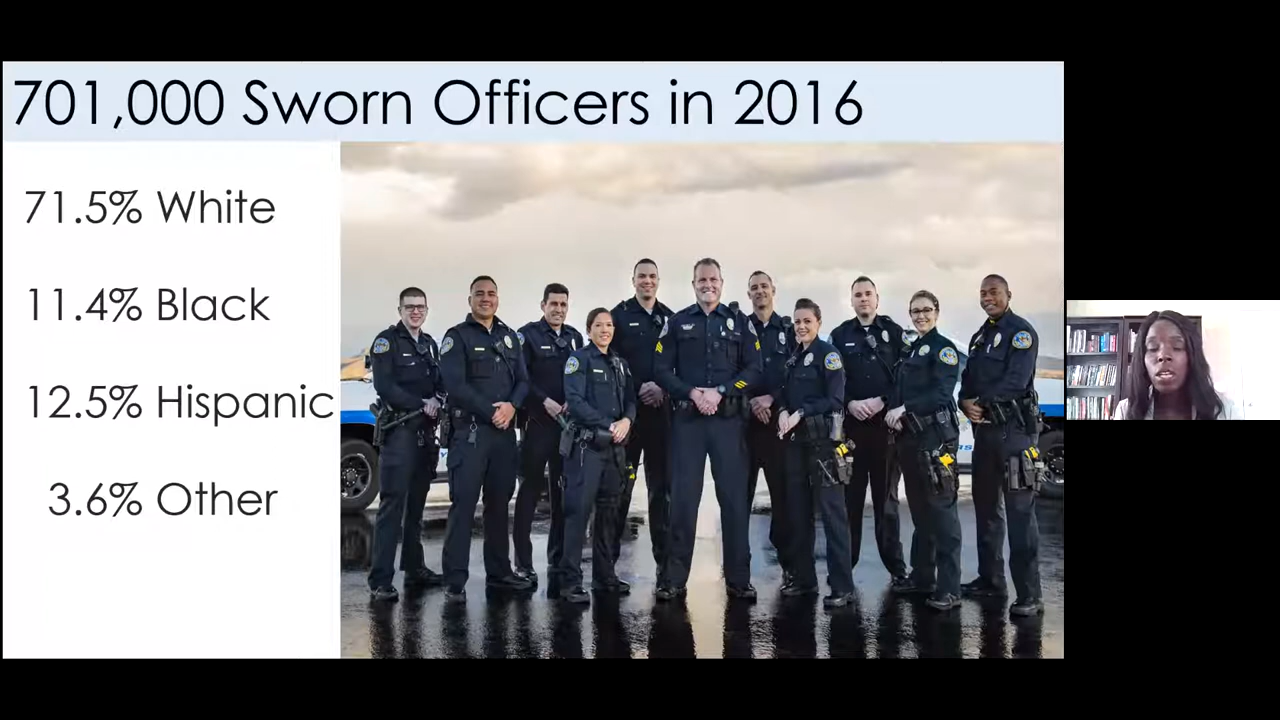 701,000 Sworn Officers in 2016
71.5% White
11.4% Black
12.5% Hispanic
3.6% Other